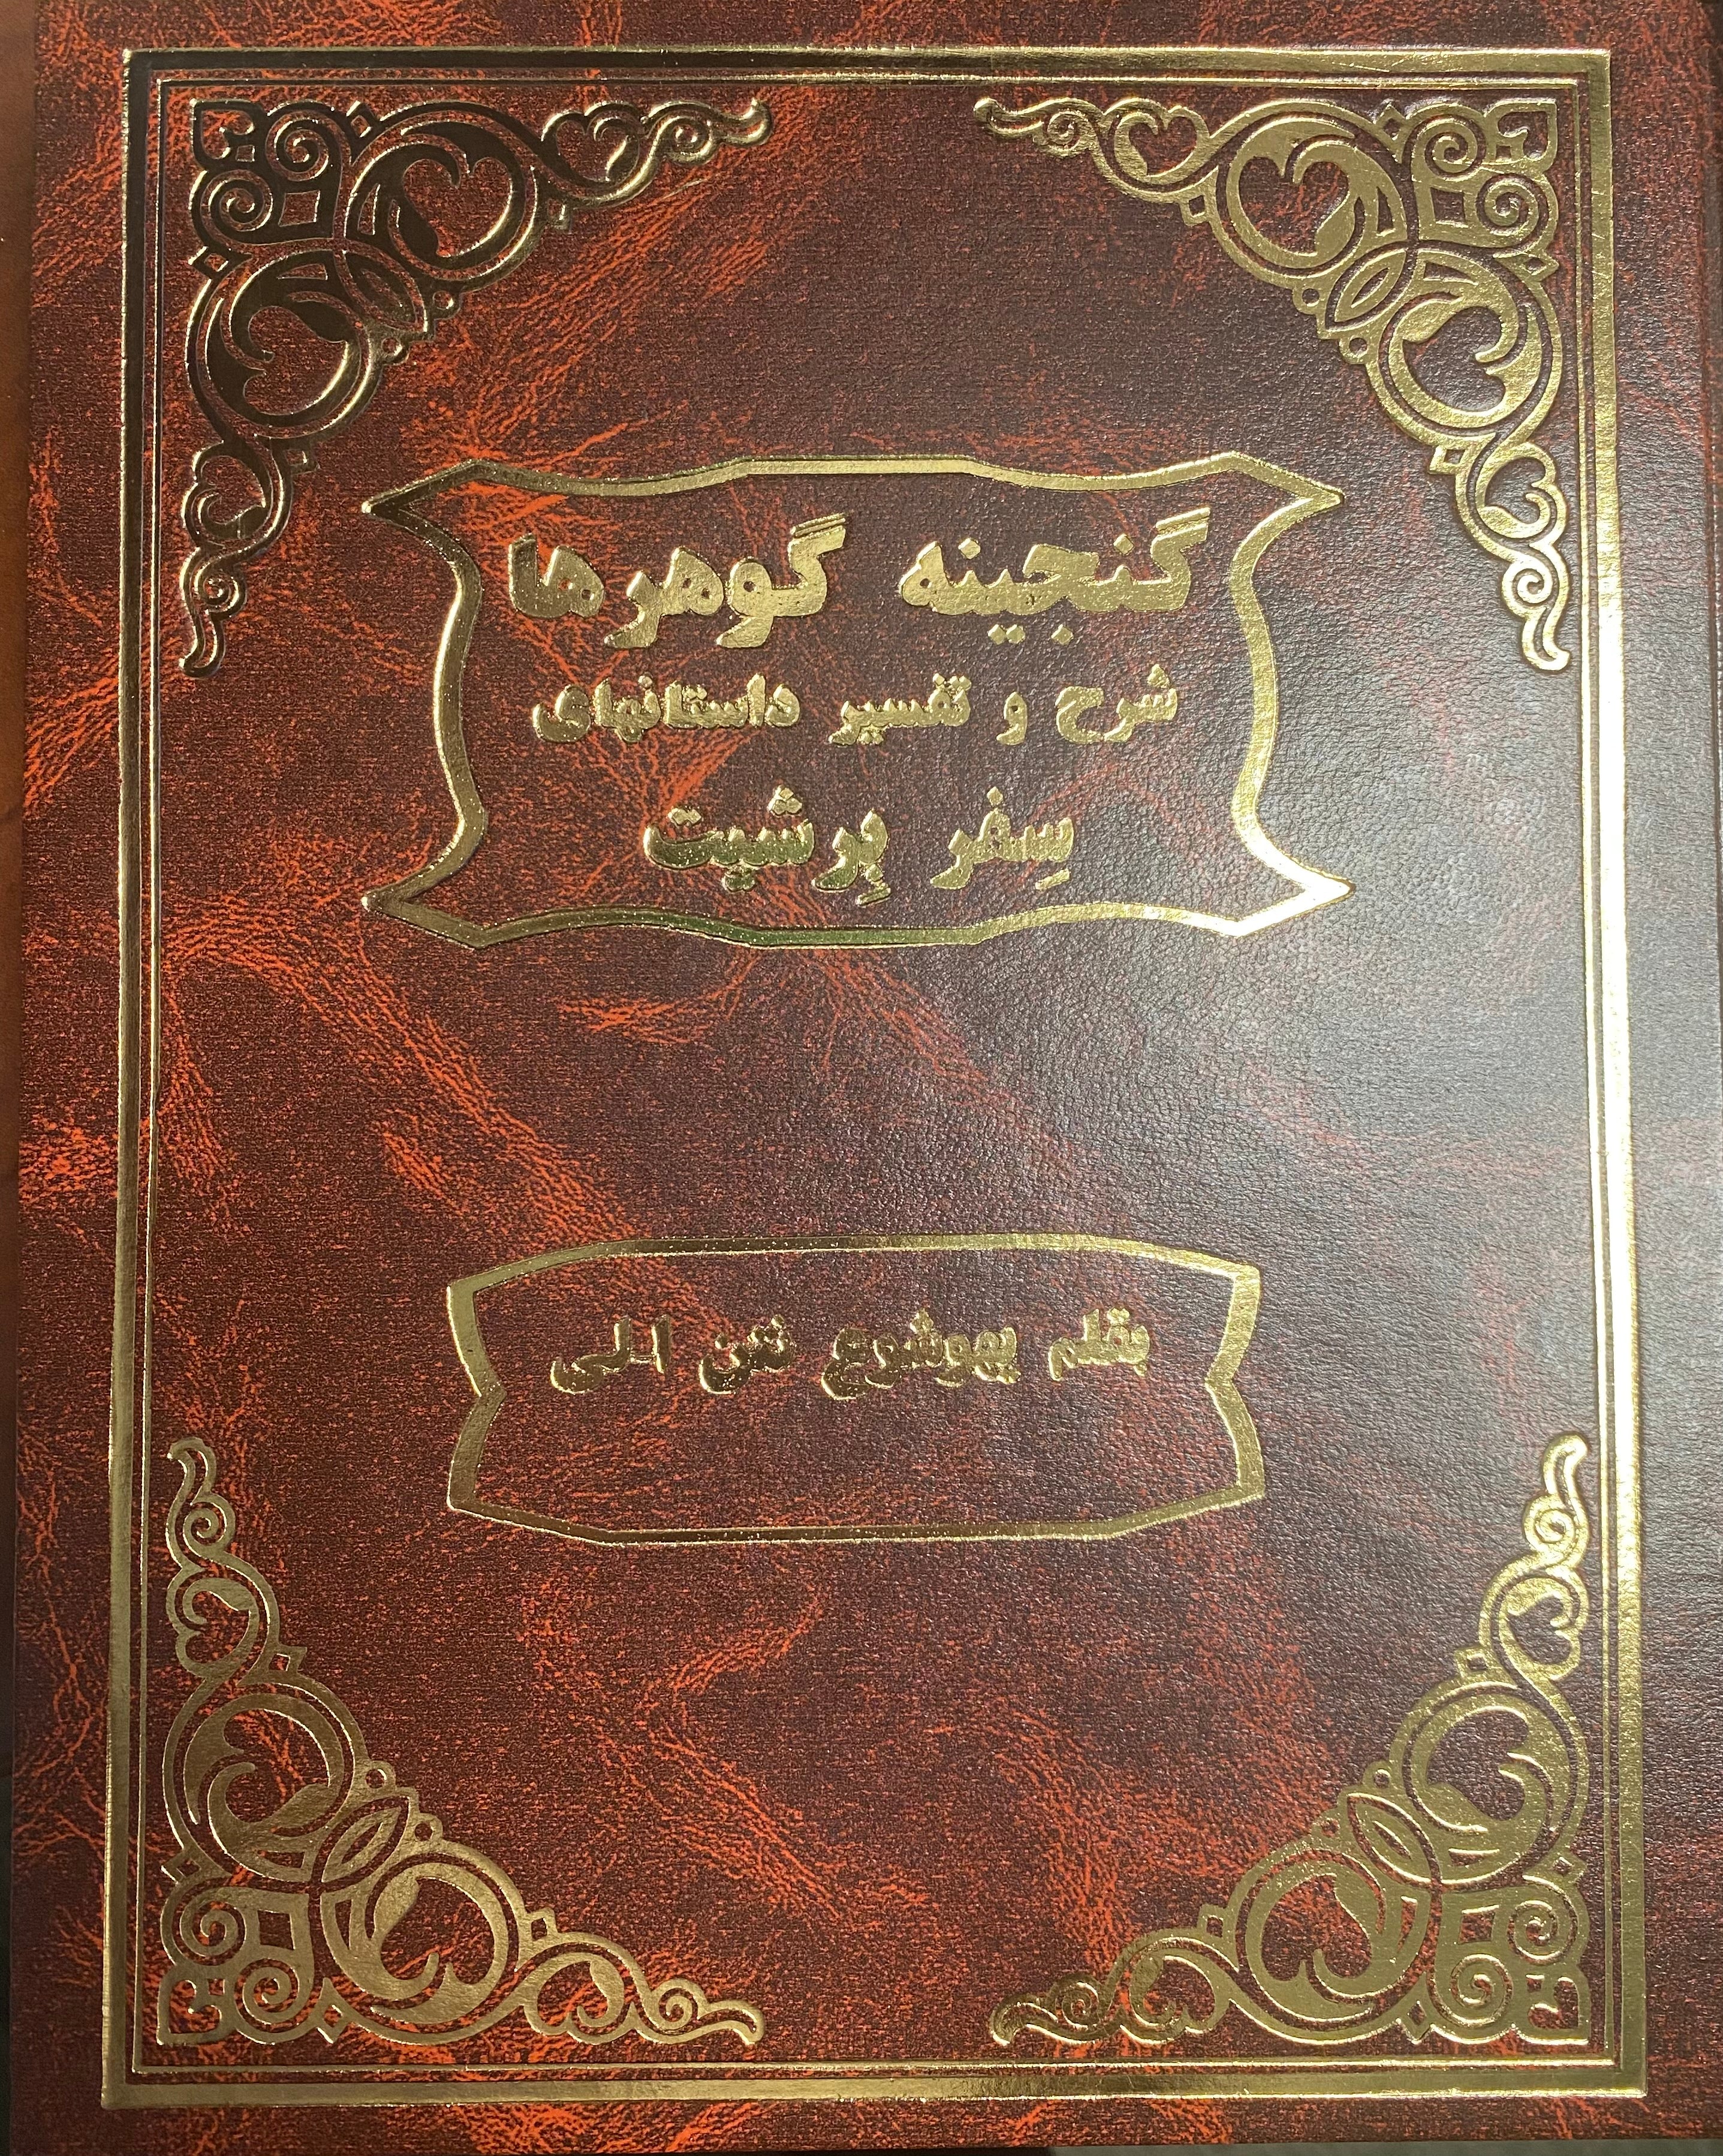 گنجینه گوهرها
شرح و تفسیر داستانهای
سِفر بِرشیت
بقلم یهوشوع نتن الی